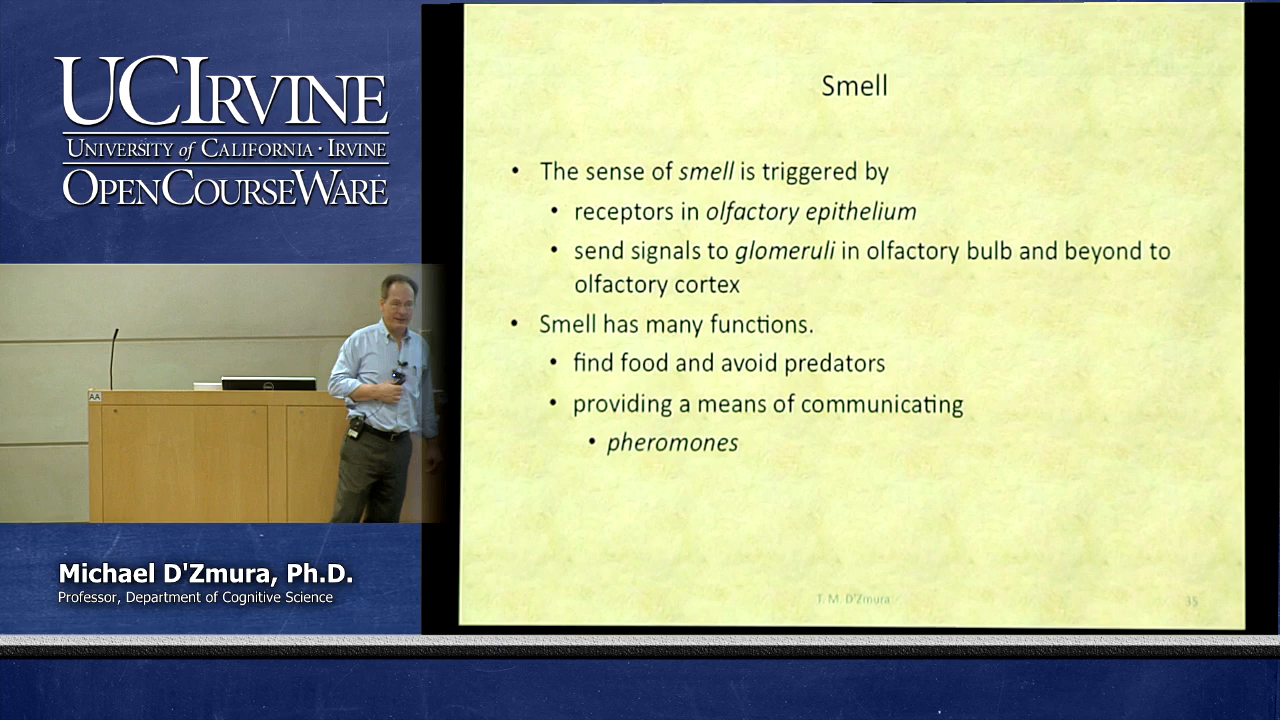 UCIRVINE
UNIVERSITY of CALIFORNIA · IRVINE
OPENCOURSEWARE
AA
Michael D'Zmura, Ph.D.
Professor, Department of Cognitive Science
Smell
• The sense of smell is triggered by
• receptors in olfactory epithelium
• send signals to glomeruli in olfactory bulb and beyond to
olfactory cortex
• Smell has many functions.
• find food and avoid predators
• providing a means of communicating
• pheromones
T. M. D'Zmura
35